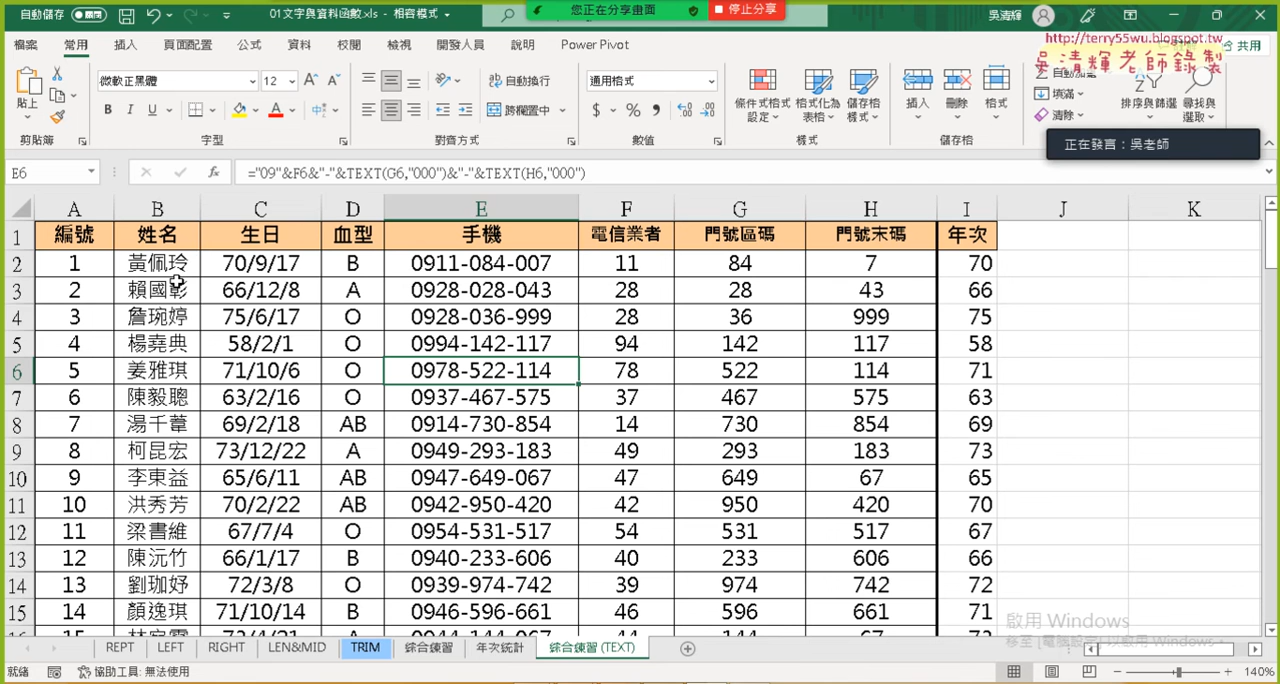 自動儲存 01文字與資料函數.xls - 相容模式 您正在分享畫面 停止分享 吳清輝
http://terry55wu.blogspot.tw
吳清輝老師錄製
檔案 常用 插入 頁面配置 公式 資料 校閱 檢視 開發人員 說明 Power Pivot 共用
貼上 微軟正黑體 12 自動換行 通用格式 條件式格式設定 格式化為表格 儲存格樣式 插入 刪除 格式 填滿 排序與篩選 尋找與選取
B I U 跨欄置中 $ % 清除
剪貼簿 字型 對齊方式 數值 樣式 儲存格
正在發言：吳老師
E6 fx ="09"&F6&"-"&TEXT(G6,"000")&"-"&TEXT(H6,"000")
A B C D E F G H I J K
1 編號 姓名 生日 血型 手機 電信業者 門號區碼 門號末碼 年次
2 1 黃佩玲 70/9/17 B 0911-084-007 11 84 7 70
3 2 賴國彰 66/12/8 A 0928-028-043 28 28 43 66
4 3 詹琬婷 75/6/17 O 0928-036-999 28 36 999 75
5 4 楊堯典 58/2/1 O 0994-142-117 94 142 117 58
6 5 姜雅琪 71/10/6 O 0978-522-114 78 522 114 71
7 6 陳毅聰 63/2/16 O 0937-467-575 37 467 575 63
8 7 湯千葦 69/2/18 AB 0914-730-854 14 730 854 69
9 8 柯昆宏 73/12/22 A 0949-293-183 49 293 183 73
10 9 李東益 65/6/11 AB 0947-649-067 47 649 67 65
11 10 洪秀芳 70/2/22 AB 0942-950-420 42 950 420 70
12 11 梁書維 67/7/4 O 0954-531-517 54 531 517 67
13 12 陳沅竹 66/1/17 B 0940-233-606 40 233 606 66
14 13 劉珈妤 72/3/8 O 0939-974-742 39 974 742 72
15 14 顏逸琪 71/10/14 B 0946-596-661 46 596 661 71
啟用 Windows
移至 [電腦設定] 以啟用 Windows。
REPT LEFT RIGHT LEN&MID TRIM 綜合練習 年次統計 綜合練習 (TEXT)
就緒 協助工具: 無法使用 140%